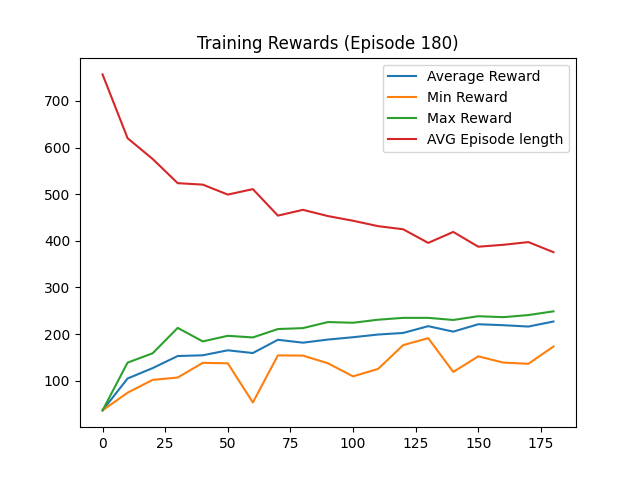 Training Rewards (Episode 180)
Average Reward
Min Reward
Max Reward
AVG Episode length
700
600
500
400
300
200
100
0 25 50 75 100 125 150 175